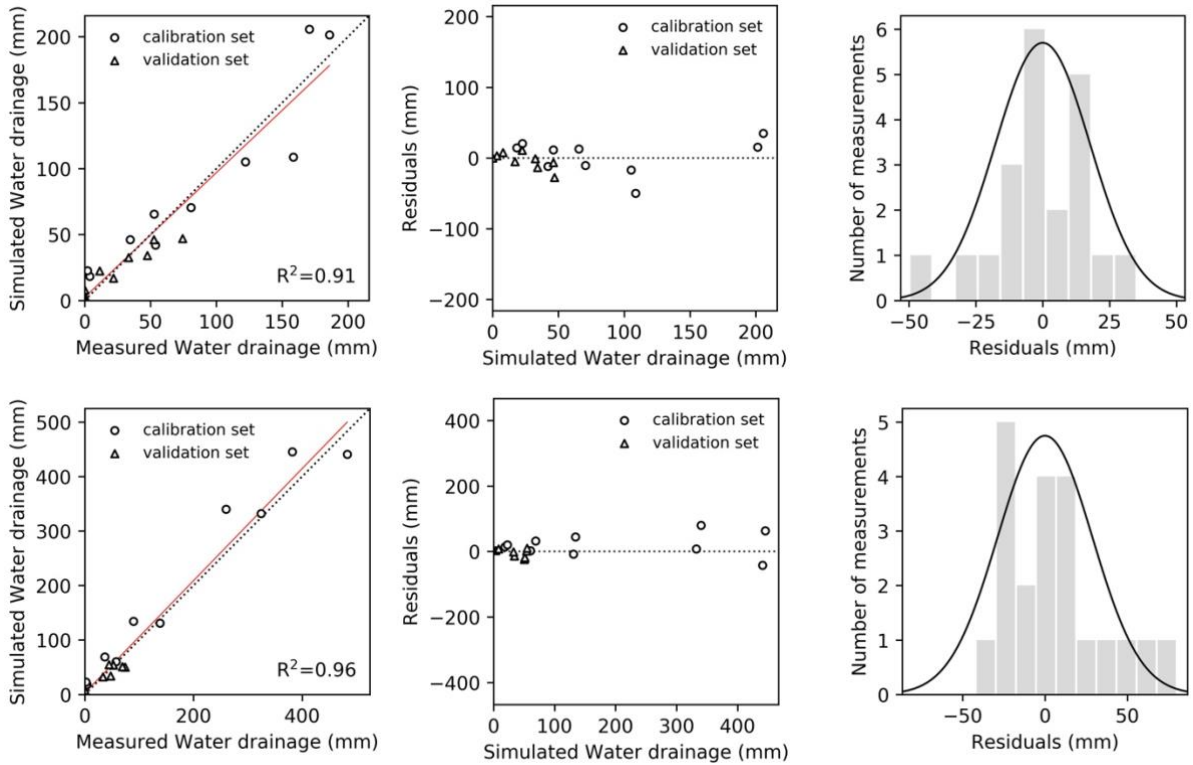 Simulated Water drainage (mm)
200
150
100
50
0
calibration set
validation set
R²=0.91
0 50 100 150 200
Measured Water drainage (mm)
Residuals (mm)
200
100
0
−100
−200
calibration set
validation set
0 50 100 150 200
Simulated Water drainage (mm)
Number of measurements
6
5
4
3
2
1
0
−50 −25 0 25 50
Residuals (mm)
Simulated Water drainage (mm)
500
400
300
200
100
0
calibration set
validation set
R²=0.96
0 200 400
Measured Water drainage (mm)
Residuals (mm)
400
200
0
−200
−400
calibration set
validation set
0 100 200 300 400
Simulated Water drainage (mm)
Number of measurements
5
4
3
2
1
0
−50 0 50
Residuals (mm)